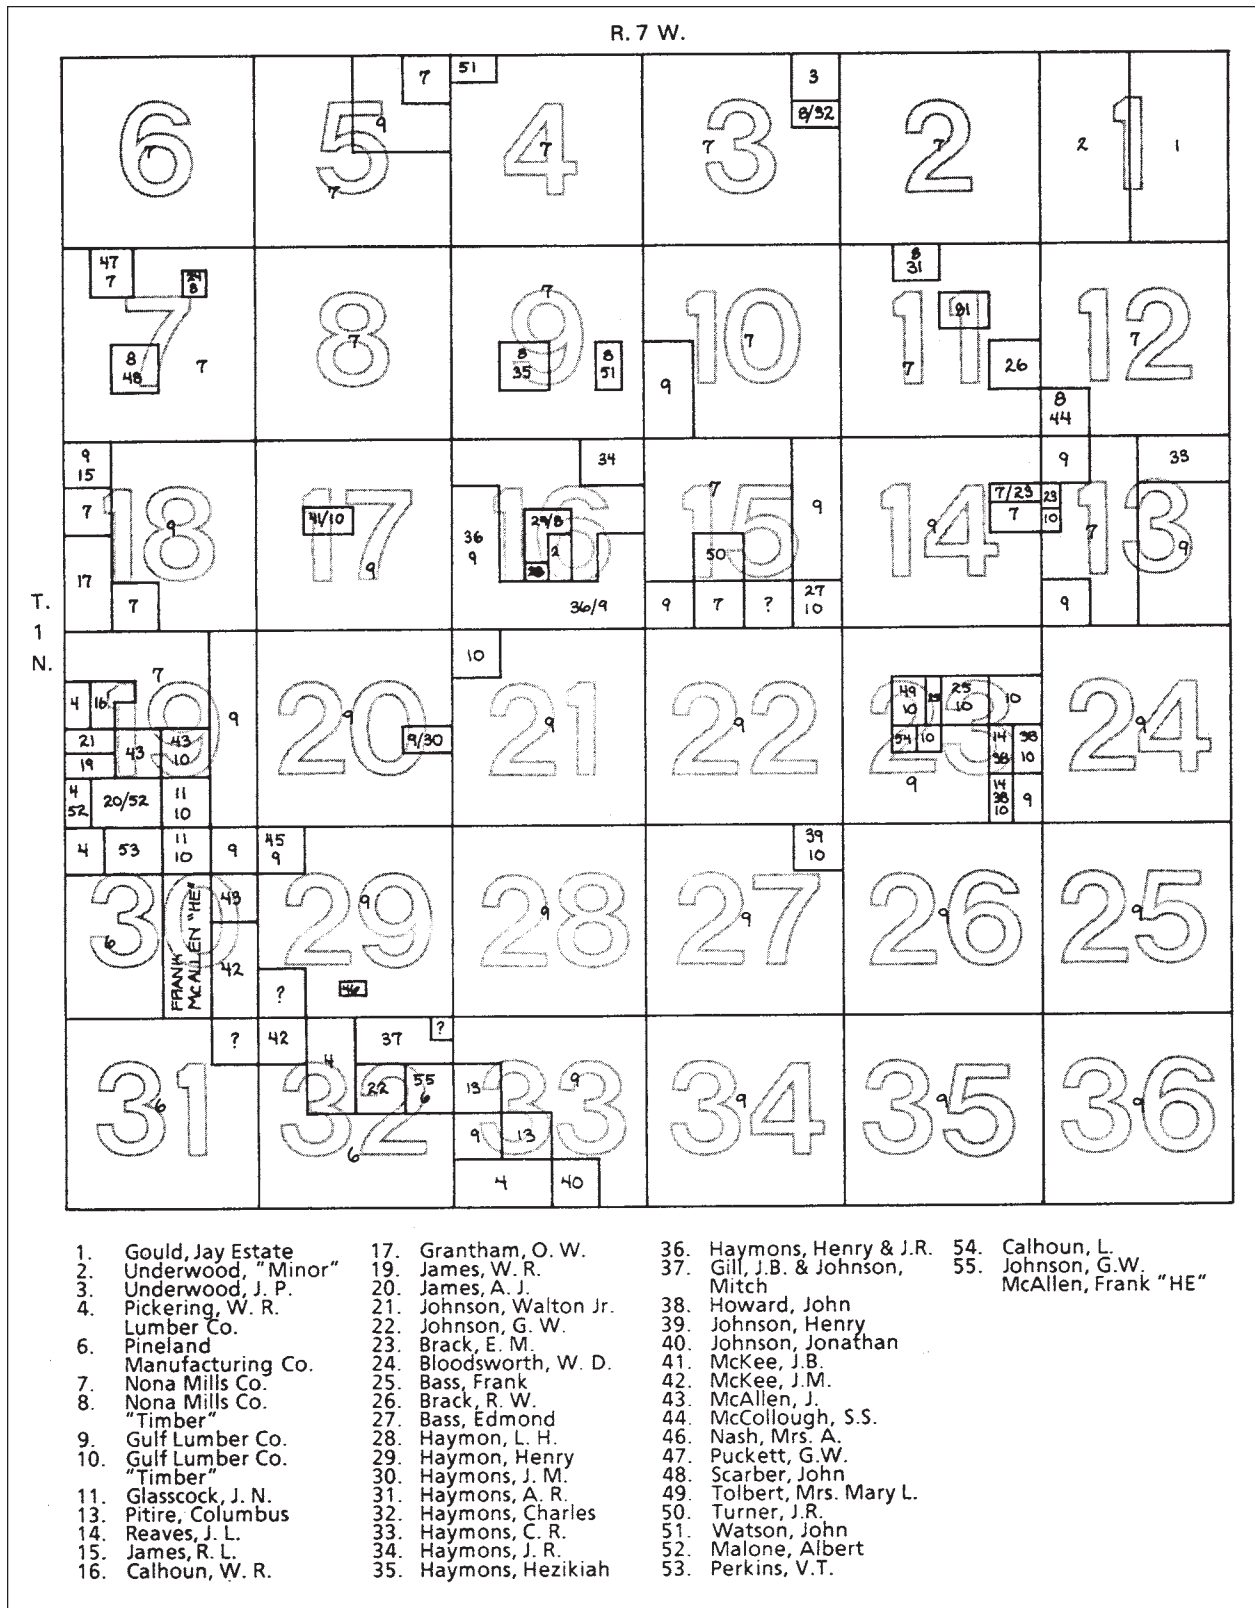 R. 7 W.
7
51
3
8/32
9
6
5
4
3
2
1
7
7
7
7
7
2
1
47
7
8
7
8
31
31
7
8
9
10
11
12
7
7
7
8
48
7
8
35
8
51
9
7
26
8
44
9
15
34
9
33
7
7
9
7/23
23
7
10
18
17
16
15
14
13
9
41/10
36
9
29/8
2
50
9
7
9
17
9
7
36/9
9
7
?
27
10
9
T.
1
N.
10
7
4
16
9
49
10
25
10
10
19
20
21
22
23
24
9
9
9
9
21
43
43
10
9/30
54
10
14
38
38
10
19
4
52
20/52
11
10
9
14
38
10
9
4
53
11
10
9
45
9
39
10
43
30
29
28
27
26
25
6
9
9
9
9
9
FRANK
MCALLEN "HE"
42
?
46
?
42
37
?
4
31
32
33
34
35
36
22
55
6
13
9
6
9
9
9
9
13
6
4
40
1. Gould, Jay Estate
2. Underwood, "Minor"
3. Underwood, J. P.
4. Pickering, W. R.
Lumber Co.
6. Pineland
Manufacturing Co.
7. Nona Mills Co.
8. Nona Mills Co.
"Timber"
9. Gulf Lumber Co.
10. Gulf Lumber Co.
"Timber"
11. Glasscock, J. N.
13. Pitire, Columbus
14. Reaves, J. L.
15. James, R. L.
16. Calhoun, W. R.
17. Grantham, O. W.
19. James, W. R.
20. James, A. J.
21. Johnson, Walton Jr.
22. Johnson, G. W.
23. Brack, E. M.
24. Bloodsworth, W. D.
25. Bass, Frank
26. Brack, R. W.
27. Bass, Edmond
28. Haymon, L. H.
29. Haymon, Henry
30. Haymons, J. M.
31. Haymons, A. R.
32. Haymons, Charles
33. Haymons, C. R.
34. Haymons, J. R.
35. Haymons, Hezikiah
36. Haymons, Henry & J.R.
37. Gill, J.B. & Johnson,
Mitch
38. Howard, John
39. Johnson, Henry
40. Johnson, Jonathan
41. McKee, J.B.
42. McKee, J.M.
43. McAllen, J.
44. McCollough, S.S.
46. Nash, Mrs. A.
47. Puckett, G.W.
48. Scarber, John
49. Tolbert, Mrs. Mary L.
50. Turner, J.R.
51. Watson, John
52. Malone, Albert
53. Perkins, V.T.
54. Calhoun, L.
55. Johnson, G.W.
McAllen, Frank "HE"